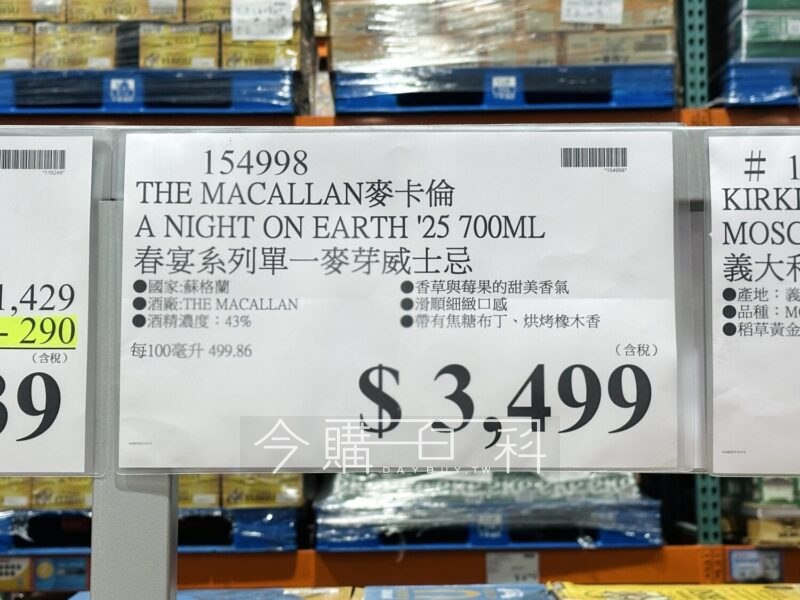 154998
"154998"
THE MACALLAN麥卡倫
A NIGHT ON EARTH '25 700ML
春宴系列單一麥芽威士忌
●國家:蘇格蘭
●酒廠:THE MACALLAN
●酒精濃度：43%
●香草與莓果的甜美香氣
●滑順細緻口感
●帶有焦糖布丁、烘烤橡木香
每100毫升 499.86
(含稅)
$ 3,499
今購百科
DAYBUY.TW
1,429
- 290
(含稅)
39
# 1
KIRKL
MOSC
義大利
●產地：義
●品種：MO
●稻草黃金